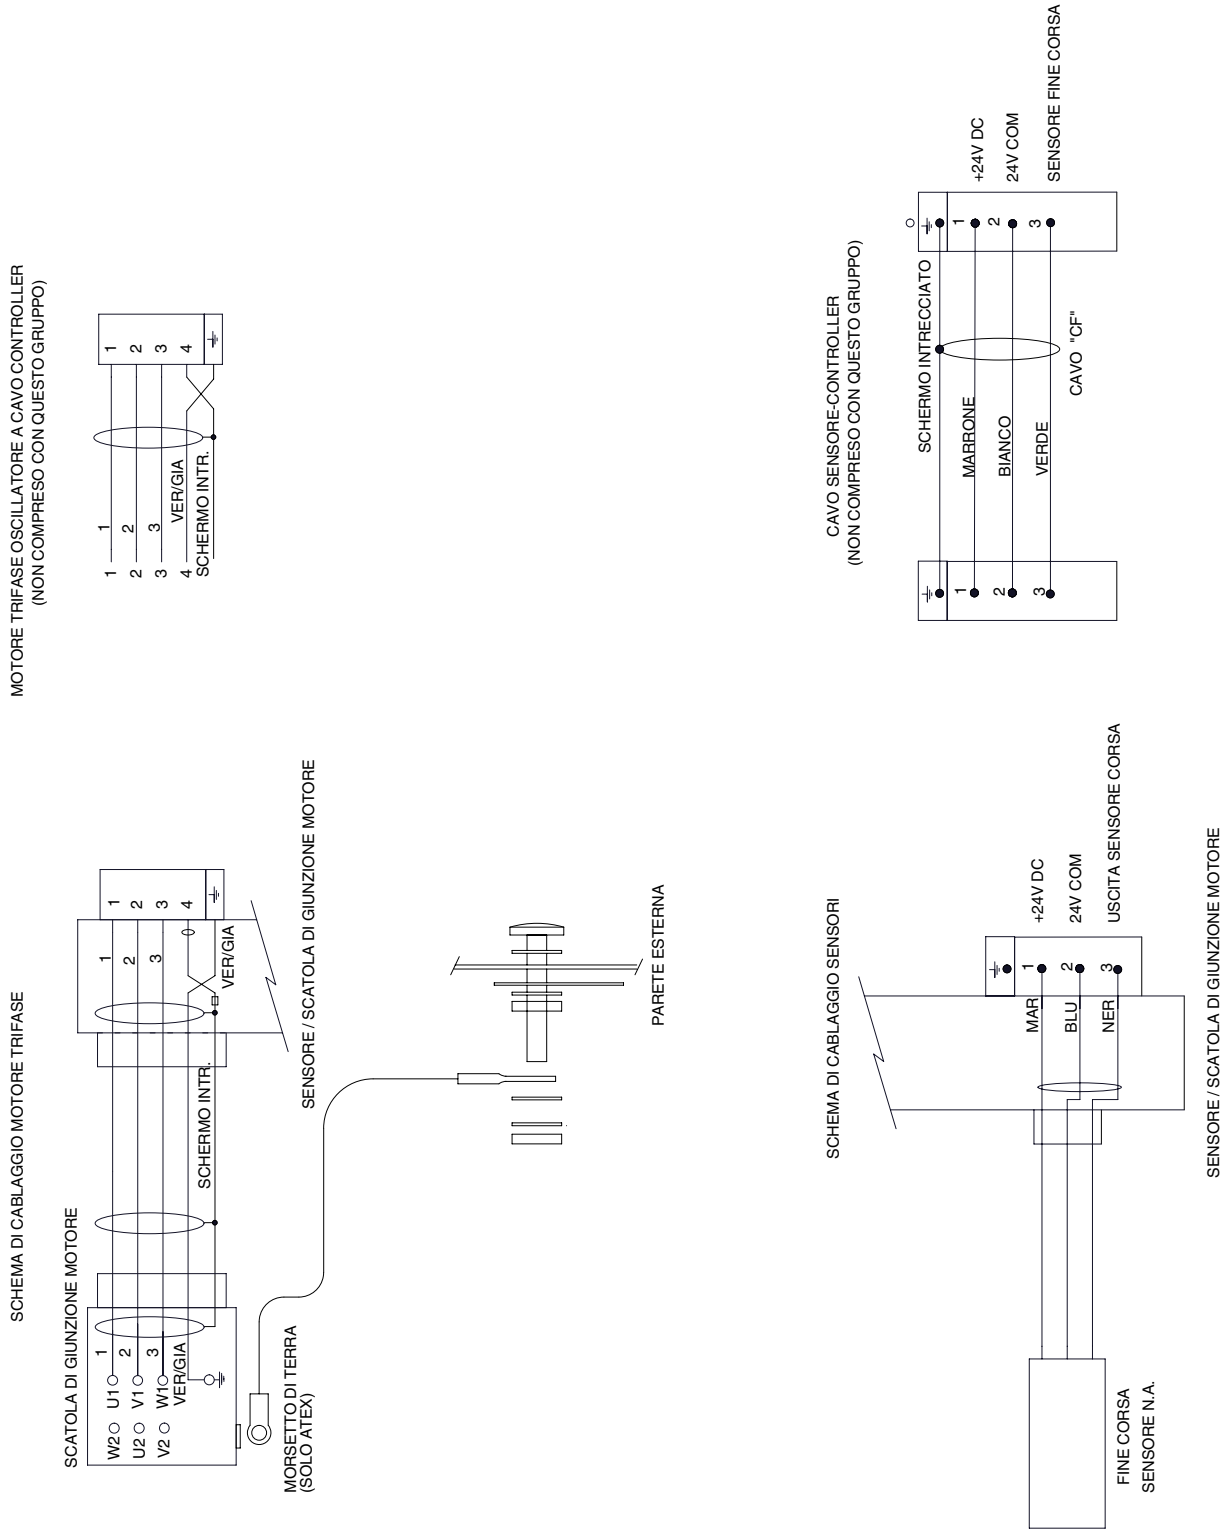 SCHEMA DI CABLAGGIO MOTORE TRIFASE
SCATOLA DI GIUNZIONE MOTORE
W2 U1 1
U2 V1 2
V2 W1 3
VER/GIA
MORSETTO DI TERRA
(SOLO ATEX)
SCHERMO INTR.
1 1
2 2
3 3
4
VER/GIA
SENSORE / SCATOLA DI GIUNZIONE MOTORE
PARETE ESTERNA
MOTORE TRIFASE OSCILLATORE A CAVO CONTROLLER
(NON COMPRESO CON QUESTO GRUPPO)
1 1 1
2 2 2
3 3 3
4 VER/GIA 4
SCHERMO INTR.
SCHEMA DI CABLAGGIO SENSORI
FINE CORSA
SENSORE N.A.
MAR 1 +24V DC
BLU 2 24V COM
NER 3 USCITA SENSORE CORSA
SENSORE / SCATOLA DI GIUNZIONE MOTORE
CAVO SENSORE-CONTROLLER
(NON COMPRESO CON QUESTO GRUPPO)
SCHERMO INTRECCIATO
1 MARRONE 1 +24V DC
2 BIANCO 2 24V COM
3 VERDE 3 SENSORE FINE CORSA
CAVO "CF"